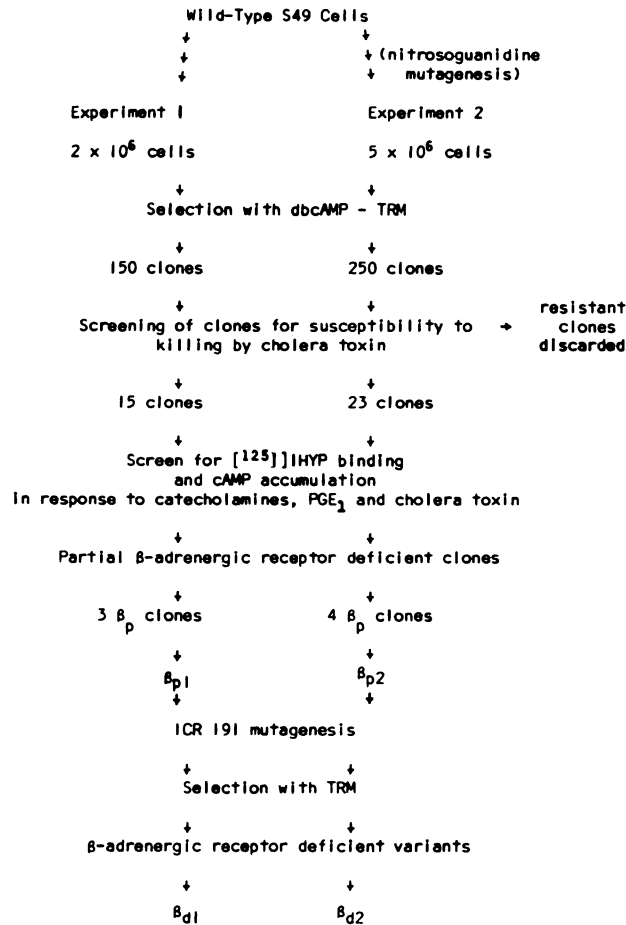 Wild-Type S49 Cells
(nitrosoguanidine
mutagenesis)
Experiment 1 Experiment 2
2 x 10⁶ cells 5 x 10⁶ cells
Selection with dbcAMP - TRM
150 clones 250 clones
Screening of clones for susceptibility to → resistant
killing by cholera toxin clones
discarded
15 clones 23 clones
Screen for [¹²⁵]]IHYP binding
and cAMP accumulation
in response to catecholamines, PGE₁ and cholera toxin
Partial β-adrenergic receptor deficient clones
3 βp clones 4 βp clones
βp1 βp2
ICR 191 mutagenesis
Selection with TRM
β-adrenergic receptor deficient variants
βd1 βd2